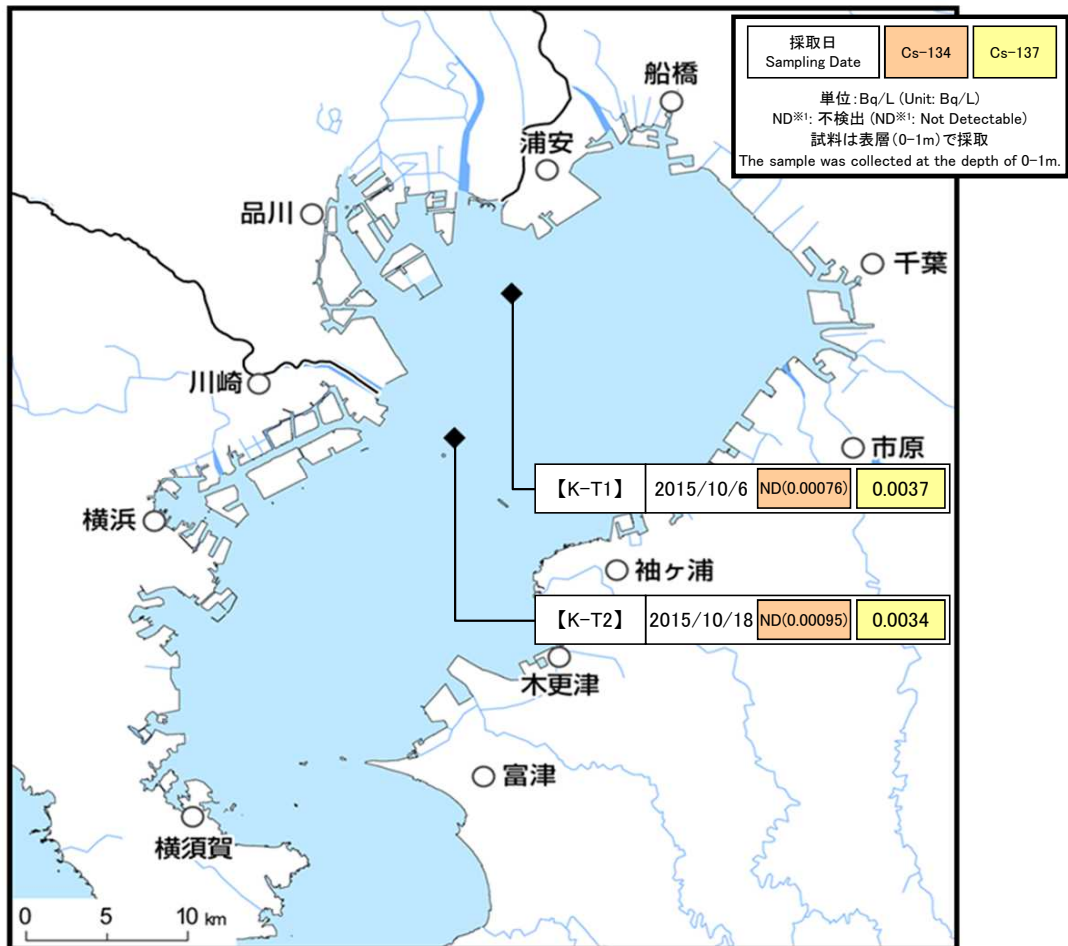 採取日
Sampling Date
Cs-134
Cs-137
単位:Bq/L (Unit: Bq/L)
ND※1: 不検出 (ND※1: Not Detectable)
試料は表層(0-1m)で採取
The sample was collected at the depth of 0-1m.
船橋
浦安
品川
千葉
川崎
市原
【K-T1】 2015/10/6 ND(0.00076) 0.0037
横浜
袖ヶ浦
【K-T2】 2015/10/18 ND(0.00095) 0.0034
木更津
富津
横須賀
0 5 10 km